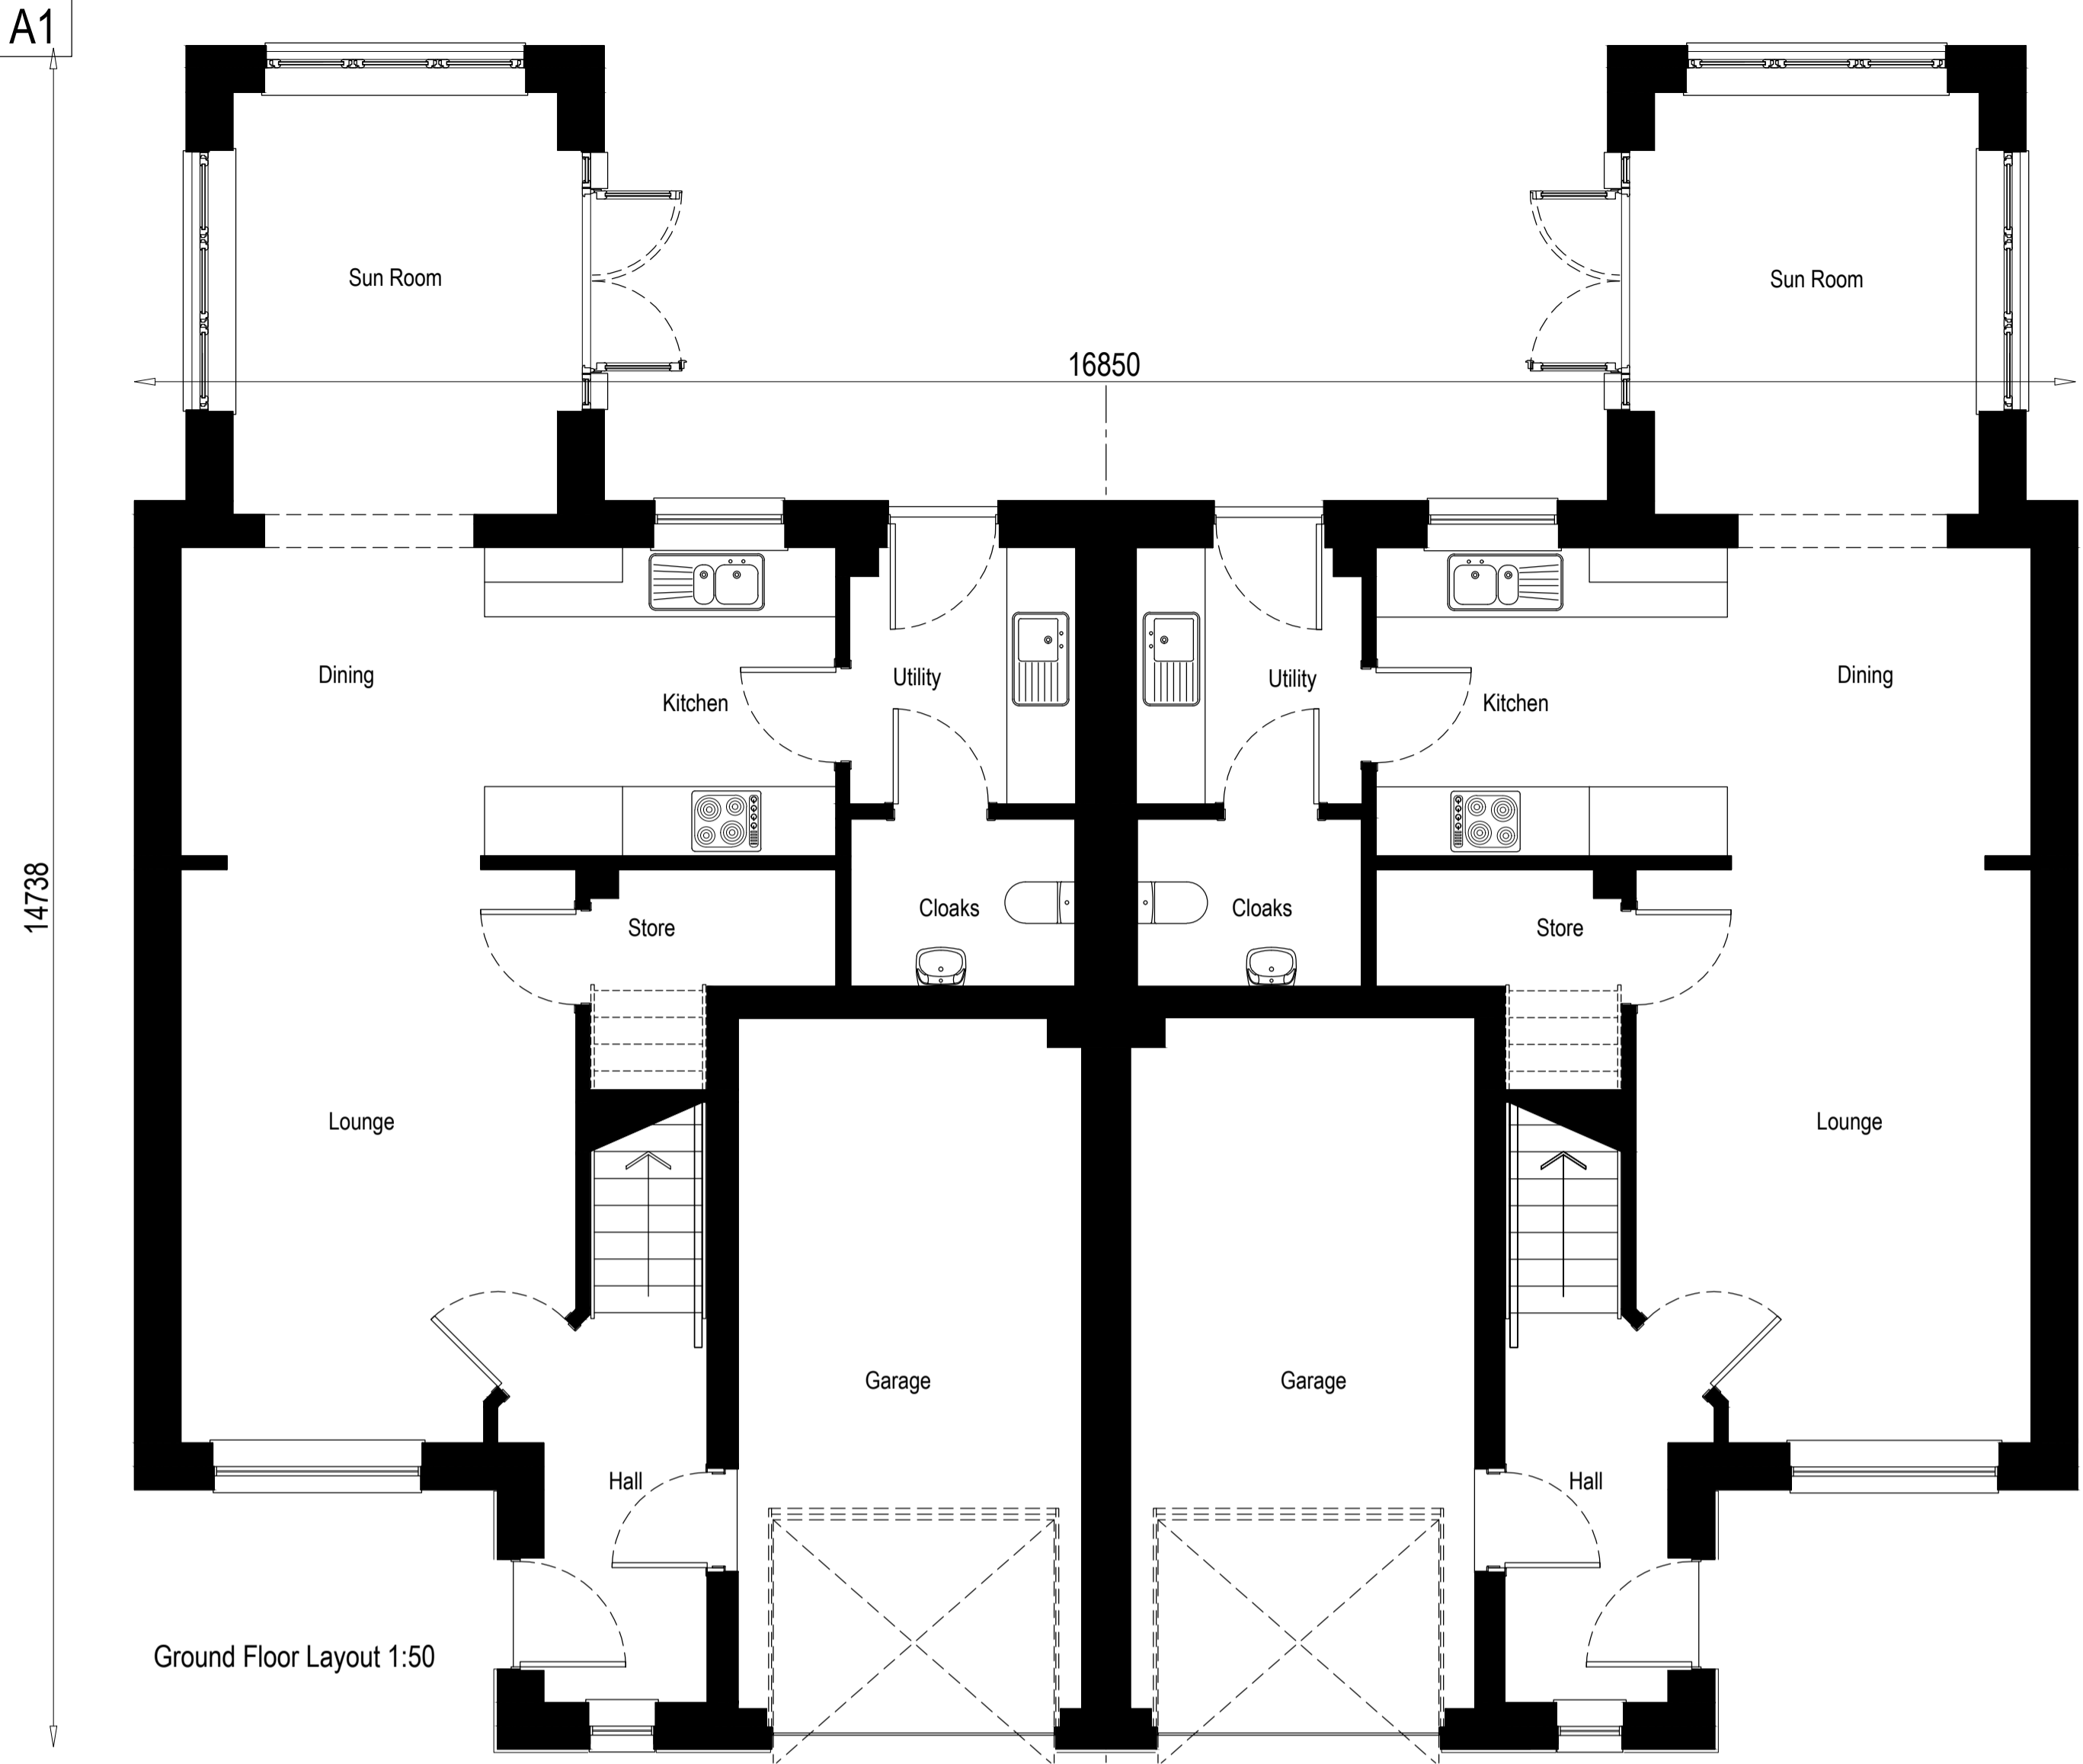 A1
Sun Room
Sun Room
16850
Dining
Kitchen
Utility
Utility
Kitchen
Dining
14738
Store
Cloaks
Cloaks
Store
Lounge
Lounge
Garage
Garage
Hall
Hall
Ground Floor Layout 1:50